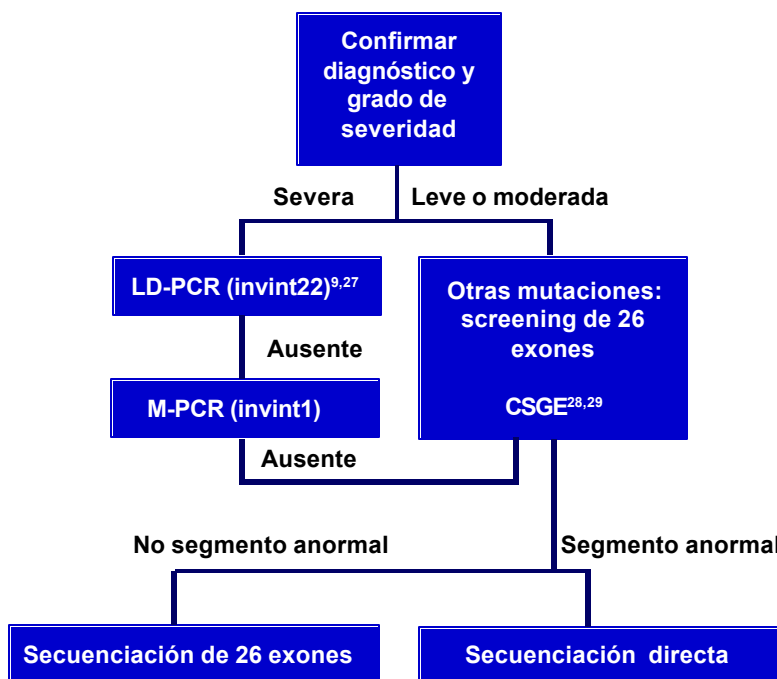 Confirmar
diagnóstico y
grado de
severidad
Severa
Leve o moderada
LD-PCR (invint22)9,27
Otras mutaciones:
screening de 26
exones
CSGE28,29
Ausente
M-PCR (invint1)
Ausente
No segmento anormal
Segmento anormal
Secuenciación de 26 exones
Secuenciación directa